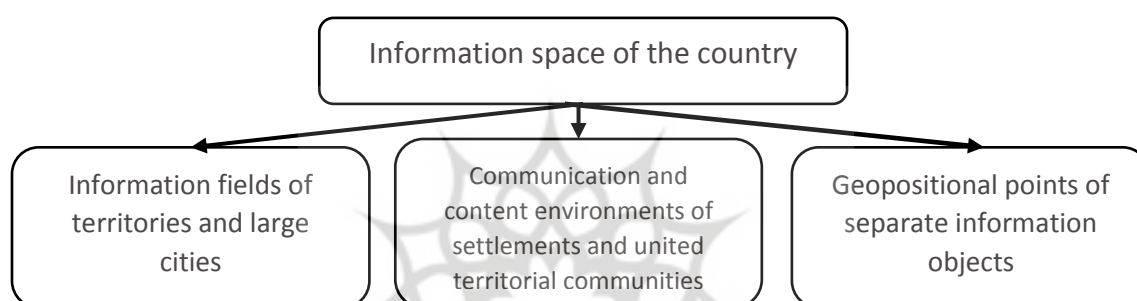 Information space of the country
Information fields of
territories and large
cities
Communication and
content environments of
settlements and united
territorial communities
Geopositional points of
separate information
objects